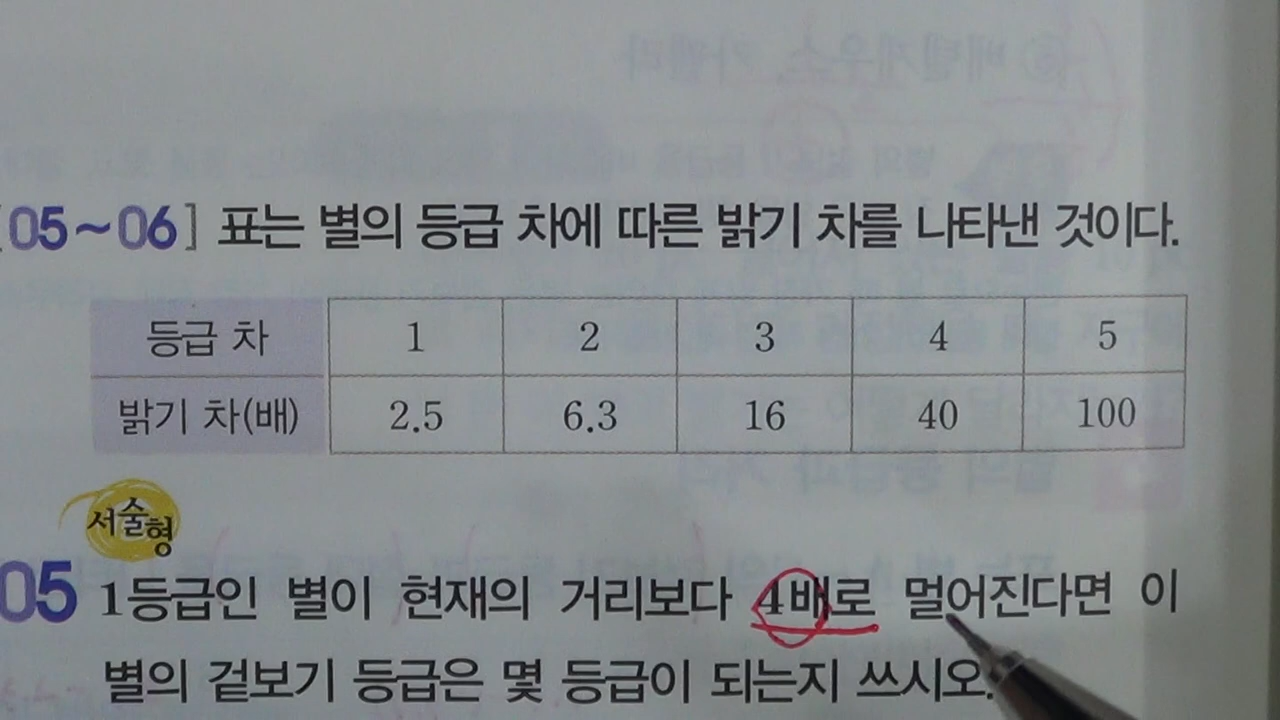 [05~06] 표는 별의 등급 차에 따른 밝기 차를 나타낸 것이다.
등급 차 1 2 3 4 5
밝기 차(배) 2.5 6.3 16 40 100
서술형
05 1등급인 별이 현재의 거리보다 4배로 멀어진다면 이
별의 겉보기 등급은 몇 등급이 되는지 쓰시오.